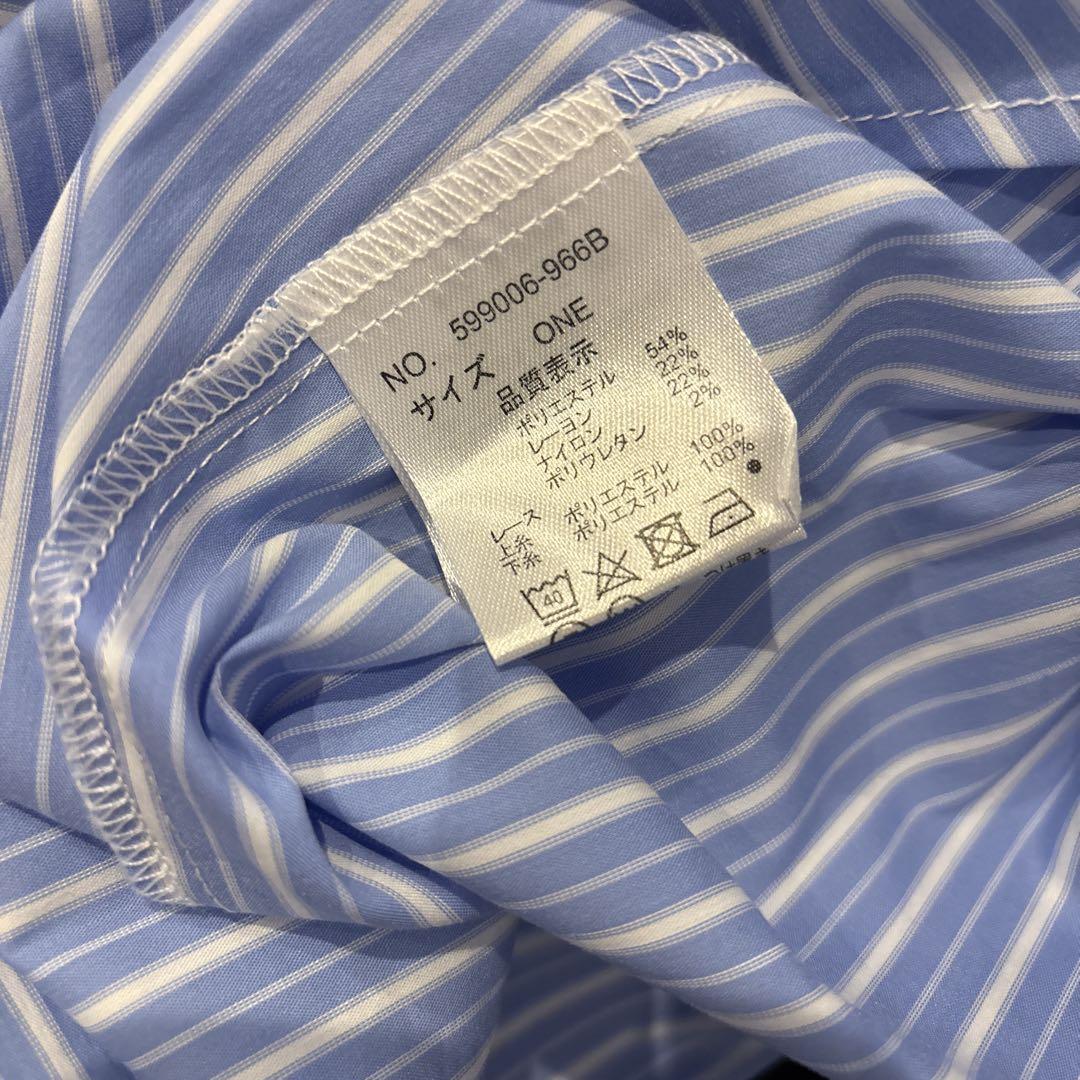 NO. 599006-966B
サイズ ONE
品質表示
ポリエステル 54%
レーヨン 22%
ナイロン 22%
ポリウレタン 2%
レース
上糸 ポリエステル 100%
下糸 ポリエステル 100%
40